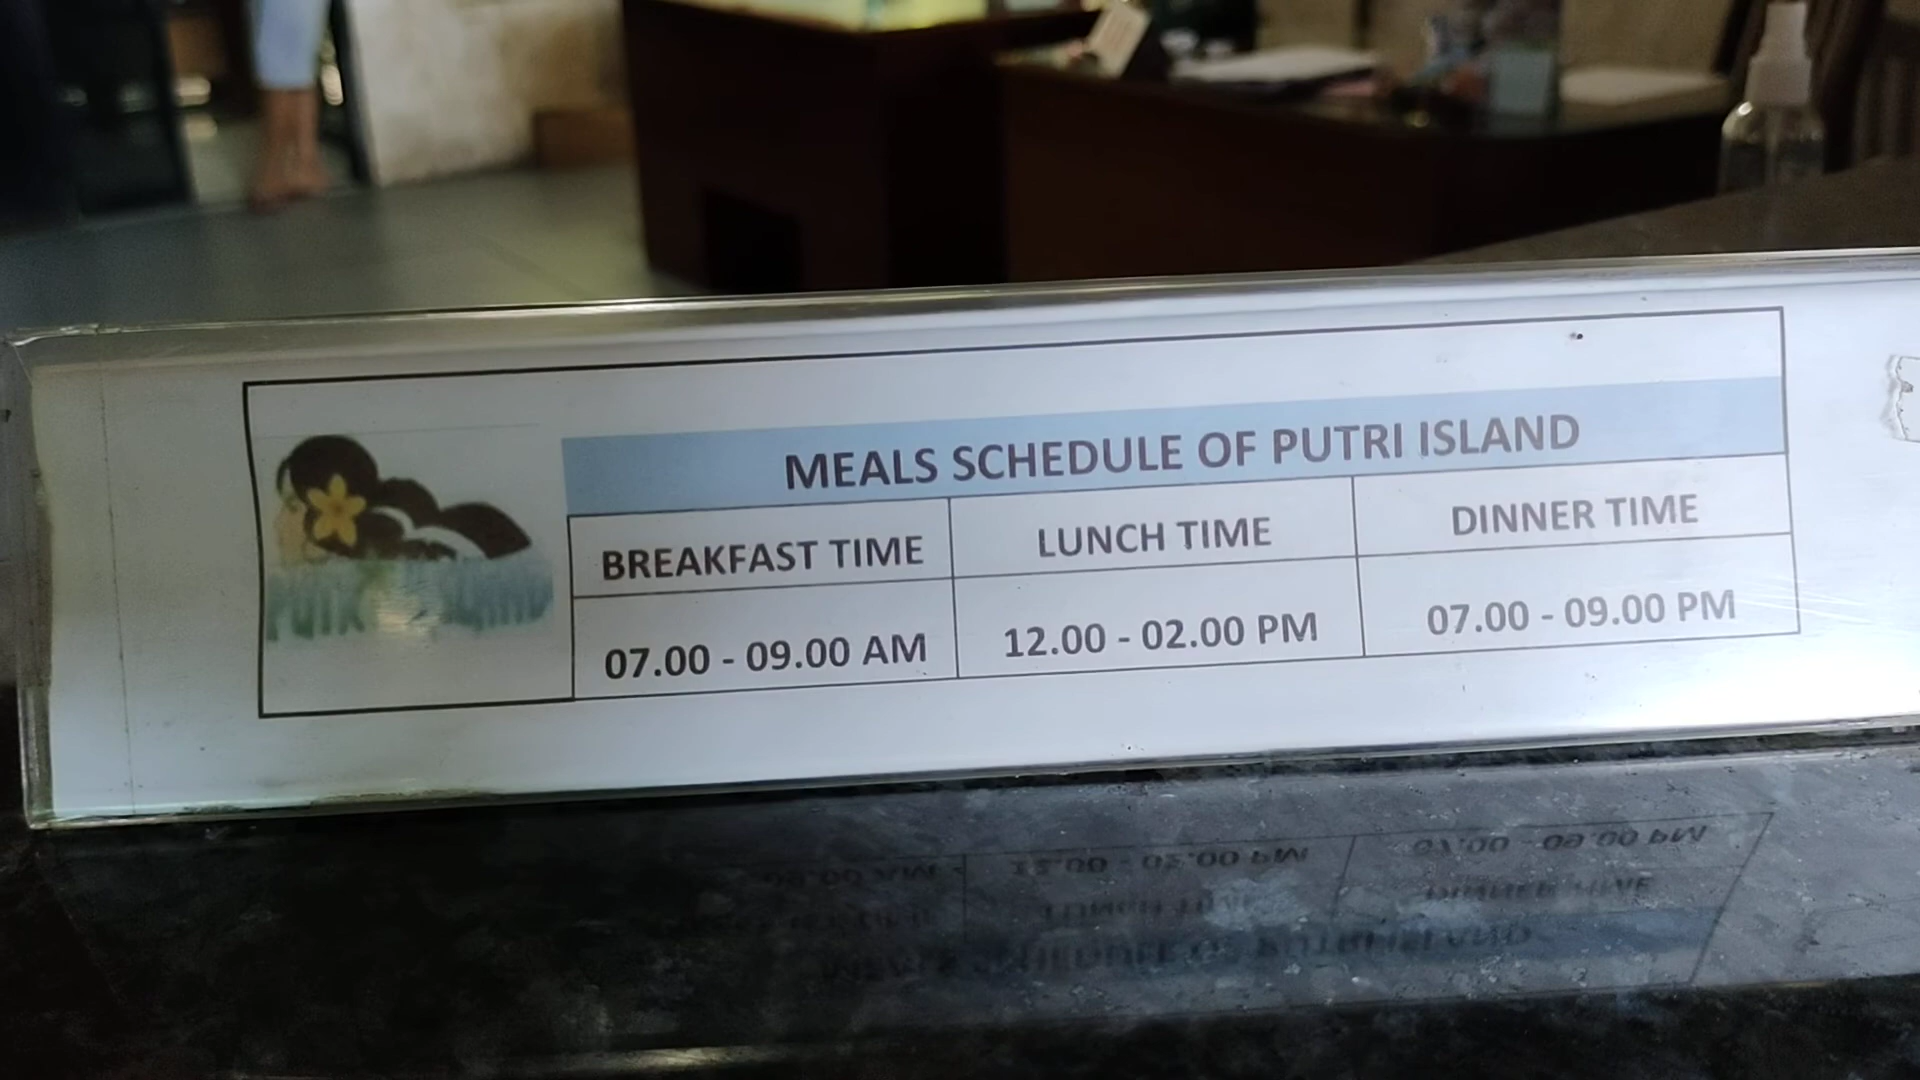 MEALS SCHEDULE OF PUTRI ISLAND
BREAKFAST TIME LUNCH TIME DINNER TIME
07.00 - 09.00 AM 12.00 - 02.00 PM 07.00 - 09.00 PM